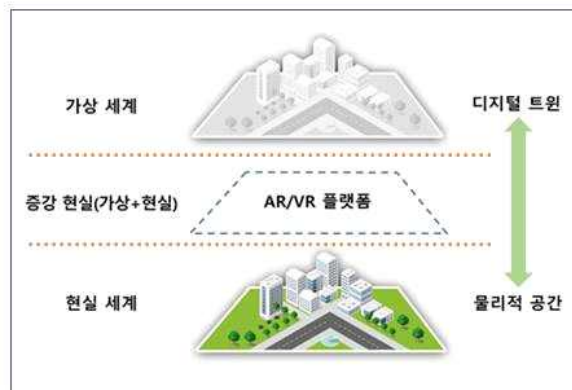 가상 세계
디지털 트윈
증강 현실(가상+현실)
AR/VR 플랫폼
현실 세계
물리적 공간